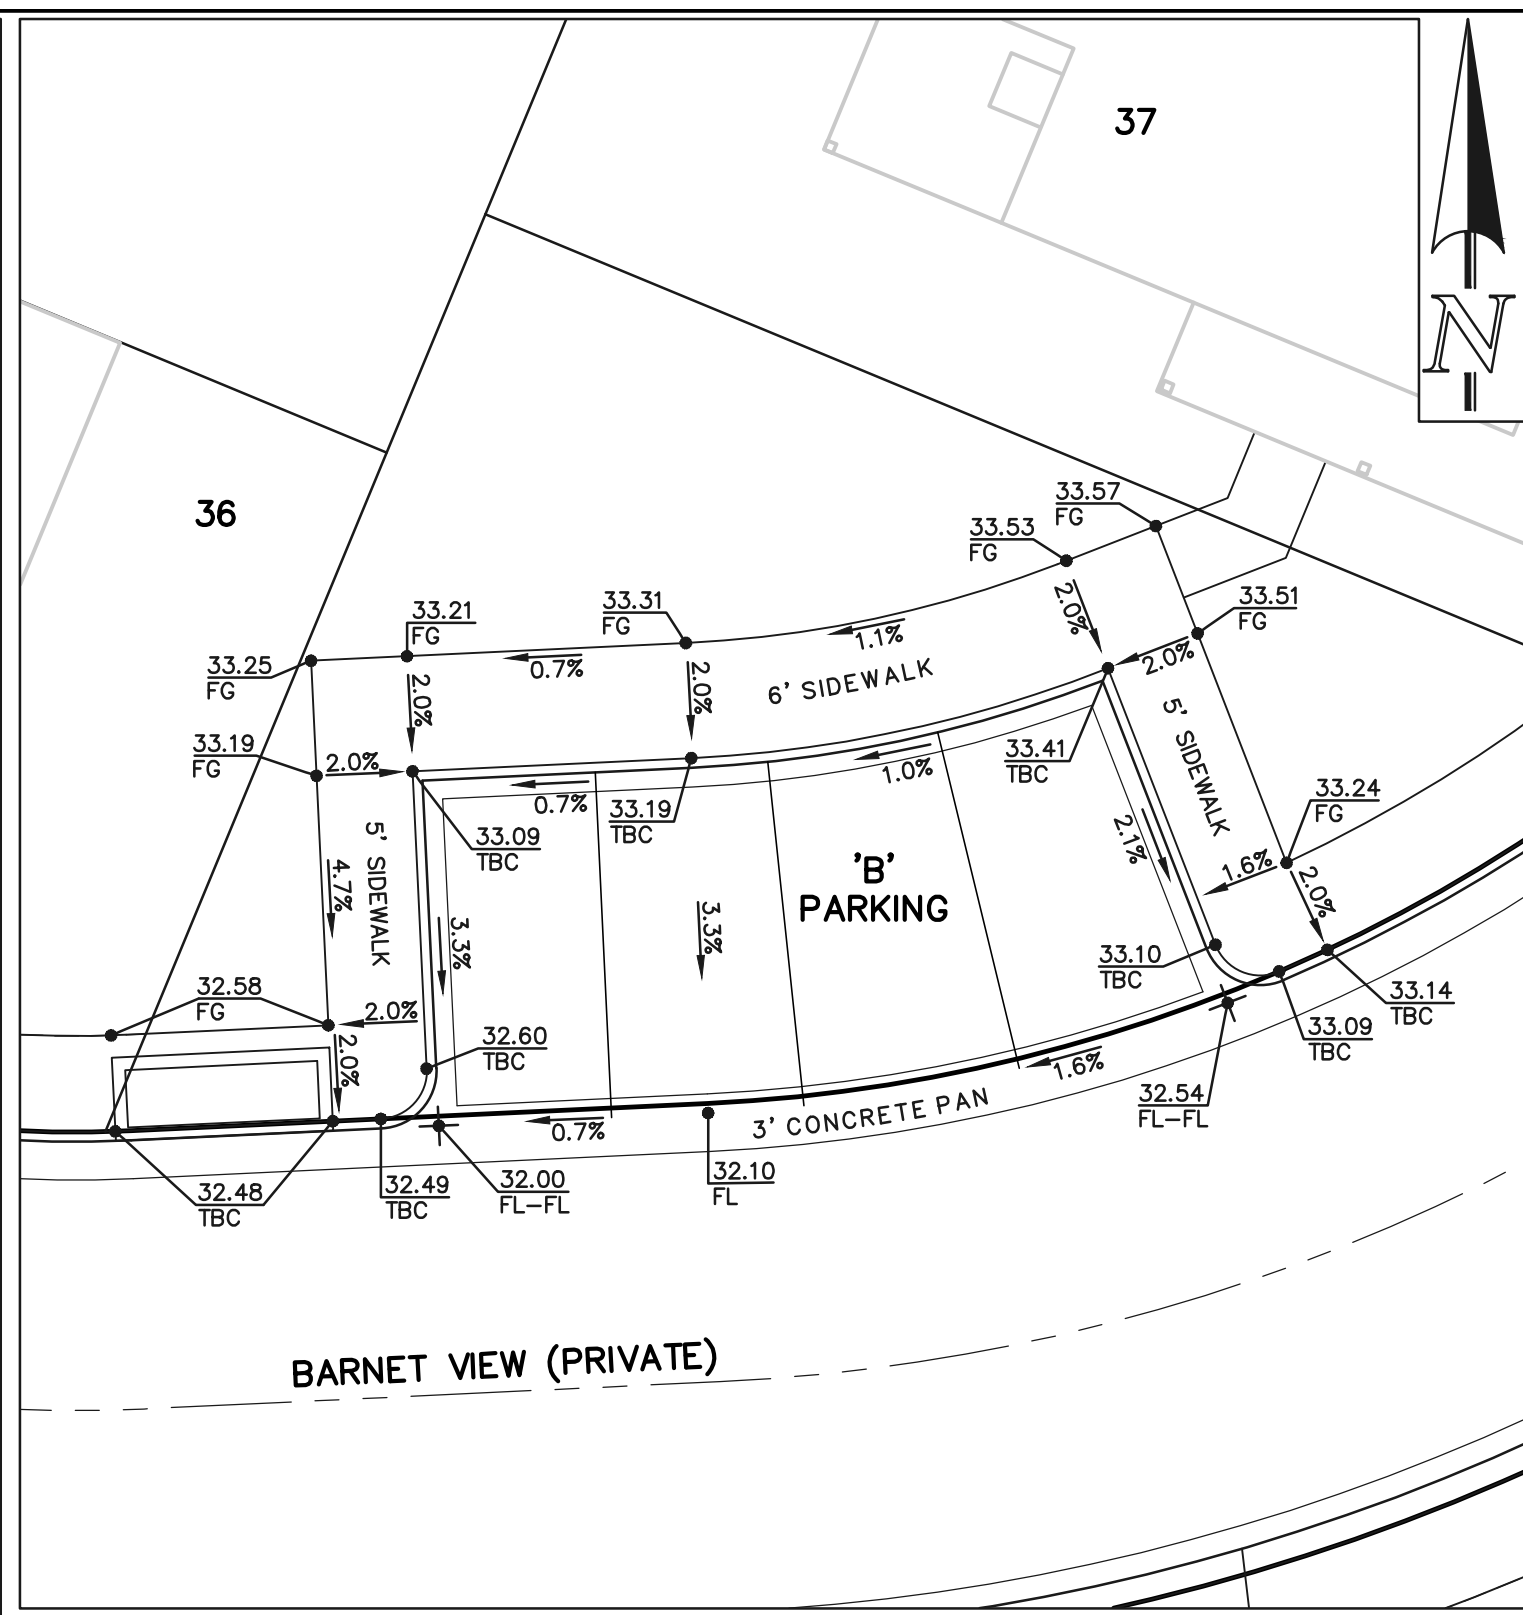 37
N
36
33.57
FG
33.53
FG
2.0%
33.51
FG
33.21
FG
33.31
FG
1.1%
2.0%
33.25
FG
0.7%
2.0%
2.0%
6' SIDEWALK
5' SIDEWALK
33.19
FG
2.0%
33.41
TBC
1.0%
0.7%
33.19
TBC
33.09
TBC
33.24
FG
2.1%
1.6%
2.0%
5' SIDEWALK
4.7%
'B'
PARKING
3.3%
3.3%
33.10
TBC
32.58
FG
2.0%
2.0%
32.60
TBC
33.14
TBC
33.09
TBC
1.6%
32.54
FL-FL
3' CONCRETE PAN
0.7%
32.10
FL
32.00
FL-FL
32.49
TBC
32.48
TBC
BARNET VIEW (PRIVATE)